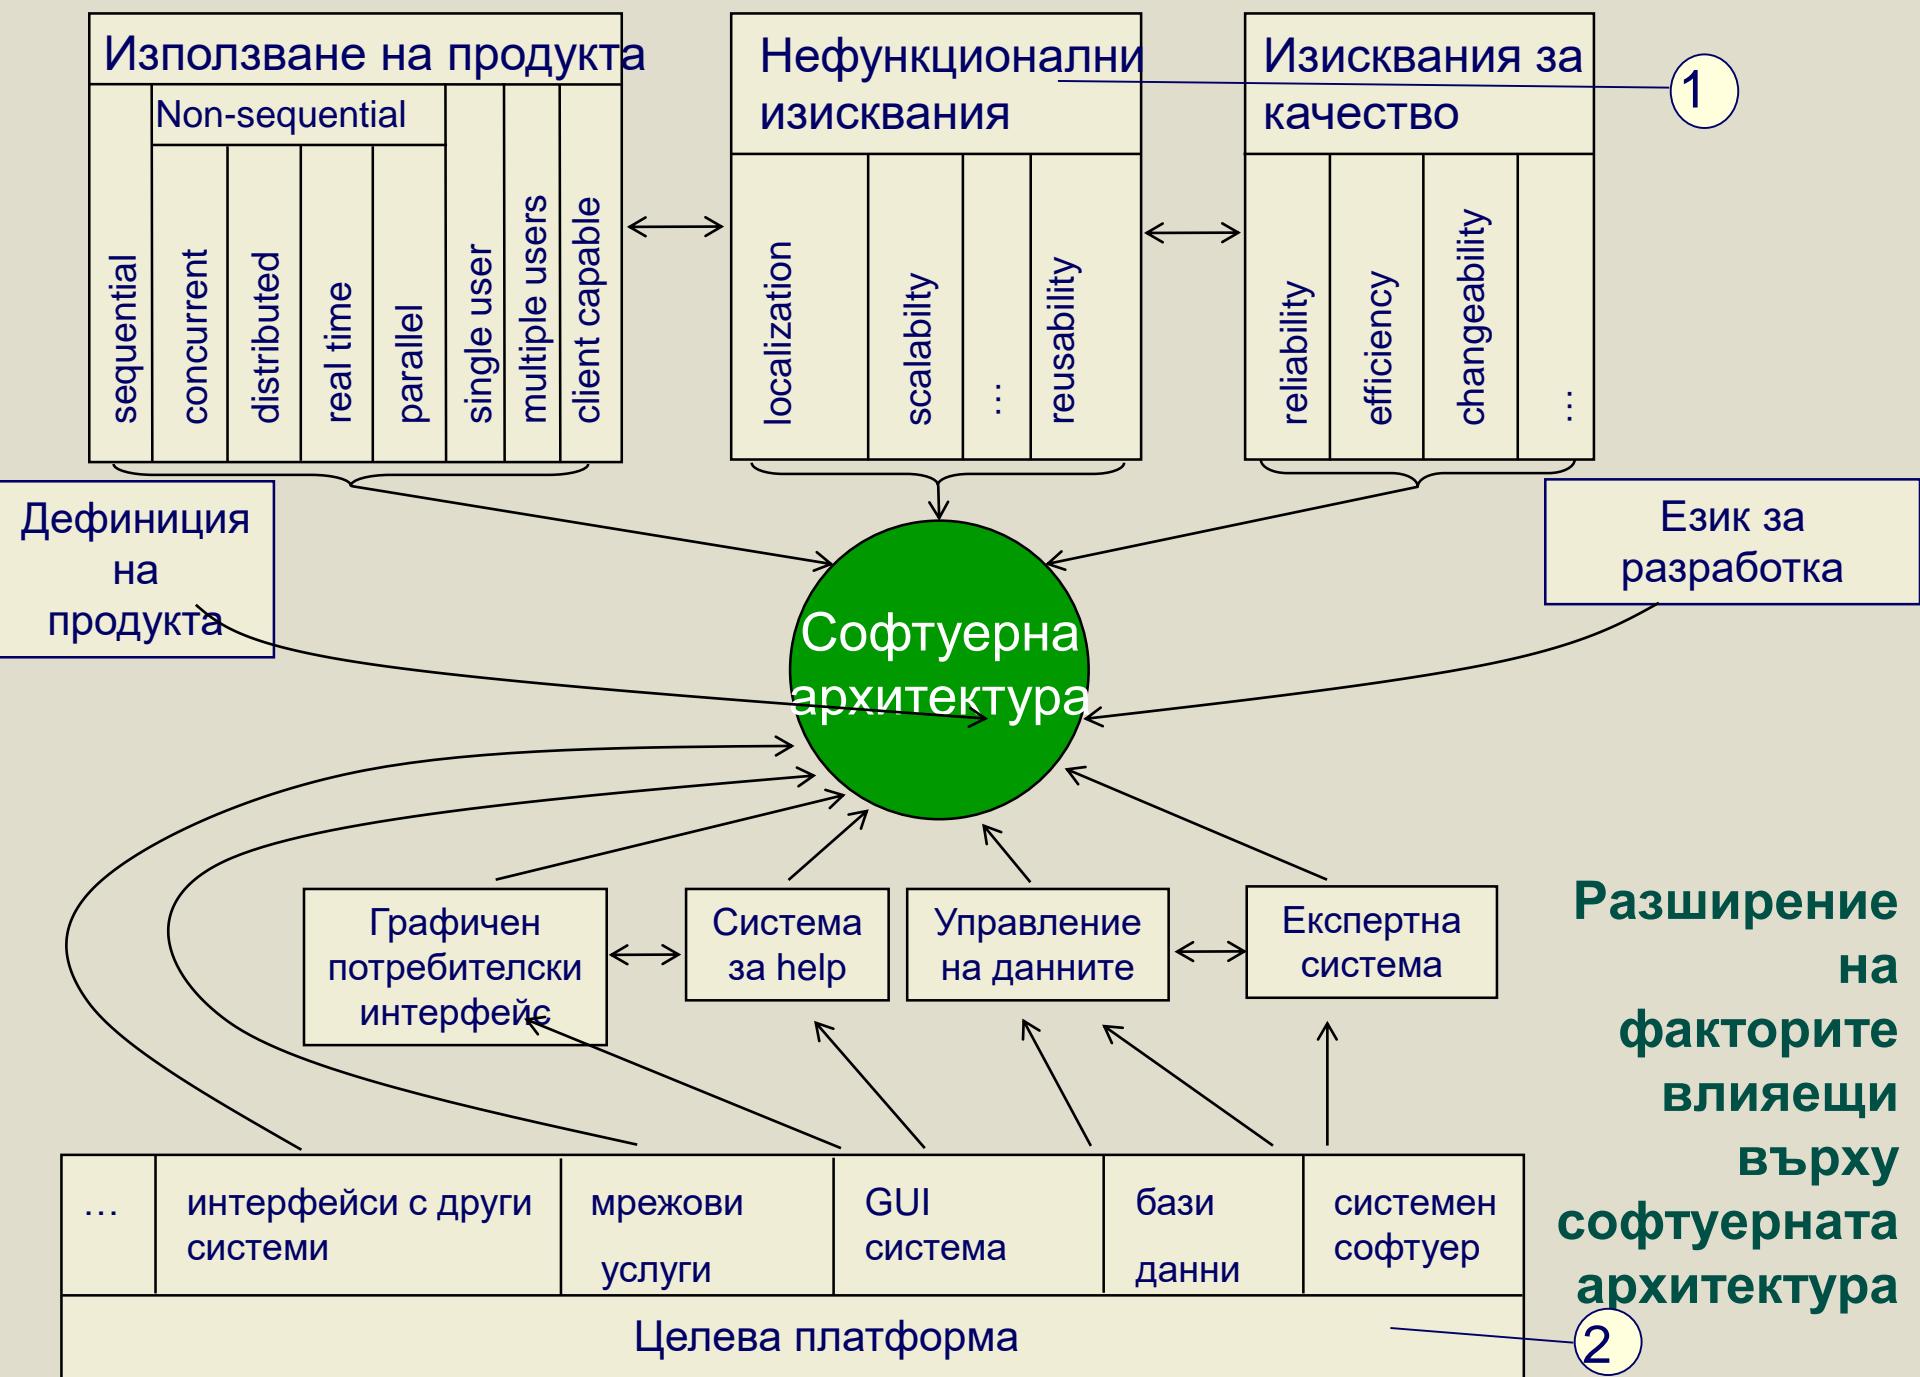 Използване на продукта
Non-sequential
sequential
concurrent
distributed
real time
parallel
single user
multiple users
client capable
Нефункционални
изисквания
localization
scalabilty
…
reusability
Изисквания за
качество
reliability
efficiency
changeability
…
1
Дефиниция
на
продукта
Език за
разработка
Софтуерна
архитектура
Графичен
потребителски
интерфейс
Система
за help
Управление
на данните
Експертна
система
Разширение
на
факторите
влияещи
върху
софтуерната
архитектура
…
интерфейси с други
системи
мрежови
услуги
GUI
система
бази
данни
системен
софтуер
Целева платформа
2